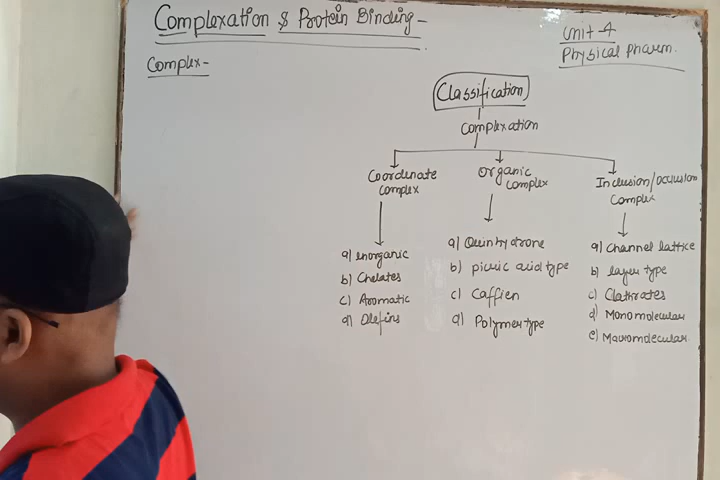 Complexation & Protein Binding -
Unit - 4
Physical Pharm.
Complex -
Classification
Complexation
Coordenate complex
Organic complex
Inclusion/occlusion complex
a) Inorganic
b) Chelates
c) Aromatic
d) Olefins
a) Quinhydrone
b) picric acid type
c) Caffien
d) Polymer type
a) Channel lattice
b) layer type
c) Clathrates
d) Monomolecular
e) Macromolecular.